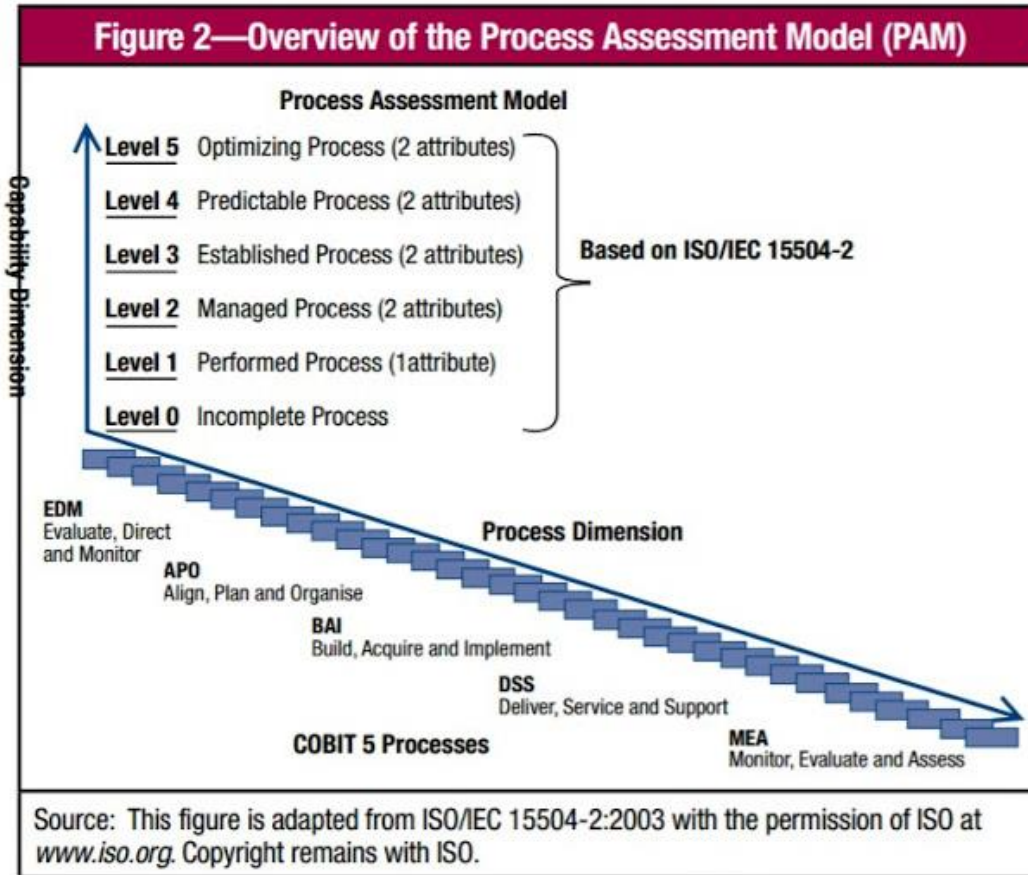 Figure 2—Overview of the Process Assessment Model (PAM)
Process Assessment Model
Capability Dimension
Level 5 Optimizing Process (2 attributes)
Level 4 Predictable Process (2 attributes)
Level 3 Established Process (2 attributes)
Based on ISO/IEC 15504-2
Level 2 Managed Process (2 attributes)
Level 1 Performed Process (1attribute)
Level 0 Incomplete Process
EDM
Evaluate, Direct
and Monitor
Process Dimension
APO
Align, Plan and Organise
BAI
Build, Acquire and Implement
DSS
Deliver, Service and Support
COBIT 5 Processes
MEA
Monitor, Evaluate and Assess
Source: This figure is adapted from ISO/IEC 15504-2:2003 with the permission of ISO at
www.iso.org. Copyright remains with ISO.